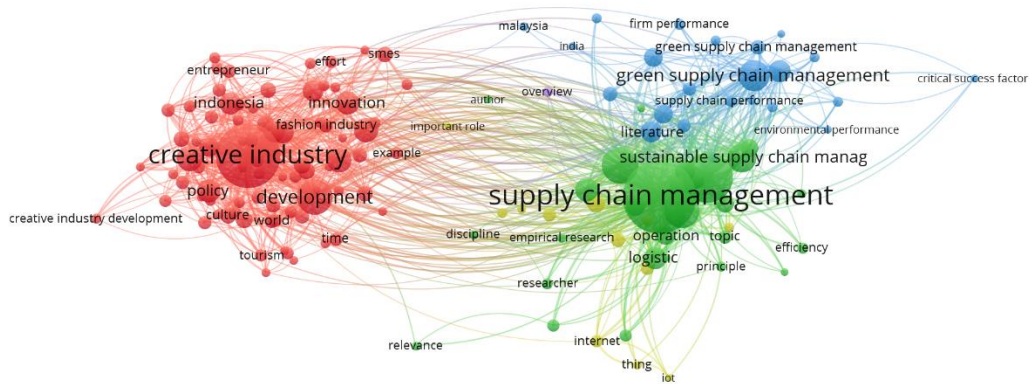 malaysia
firm performance
india
green supply chain management
smes
effort
entrepreneur
green supply chain management
critical success factor
overview
author
indonesia
innovation
supply chain performance
important role
fashion industry
literature
environmental performance
creative industry
example
sustainable supply chain manag
policy
development
supply chain management
creative industry development
culture
world
time
discipline
empirical research
operation
topic
efficiency
tourism
logistic
principle
researcher
relevance
internet
thing
iot